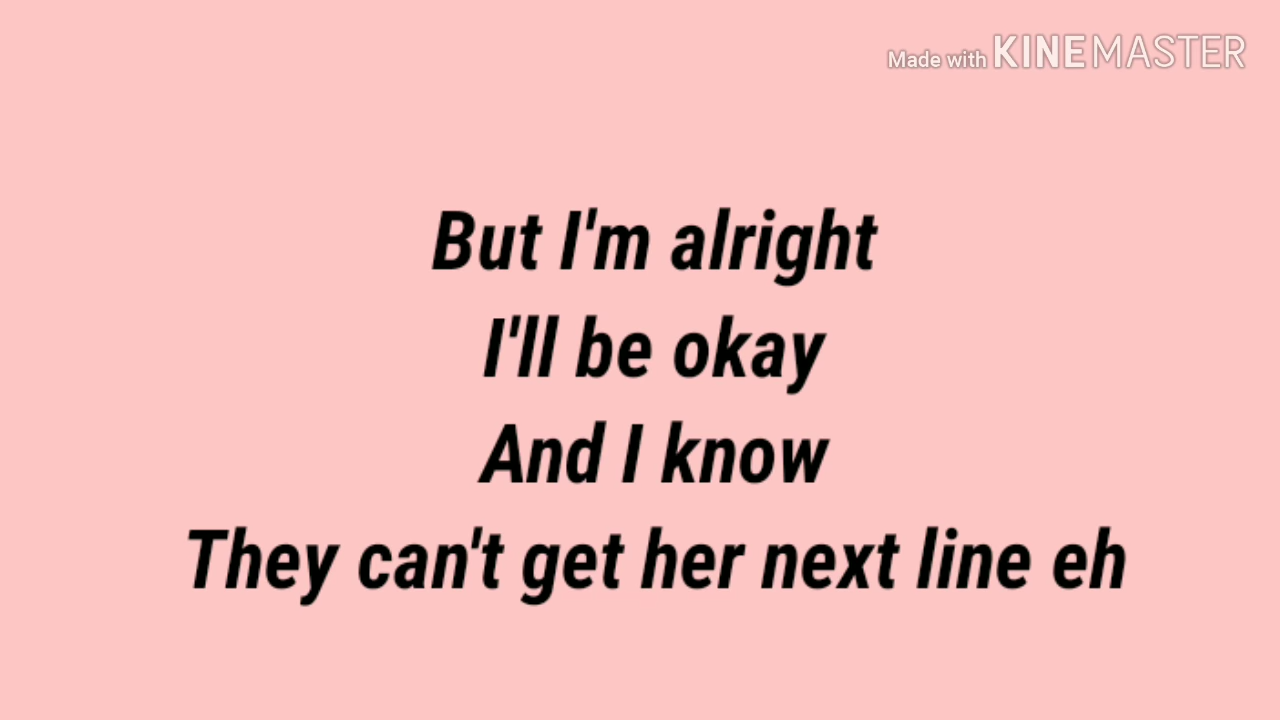 Made with KINEMASTER
But I'm alright
I'll be okay
And I know
They can't get her next line eh